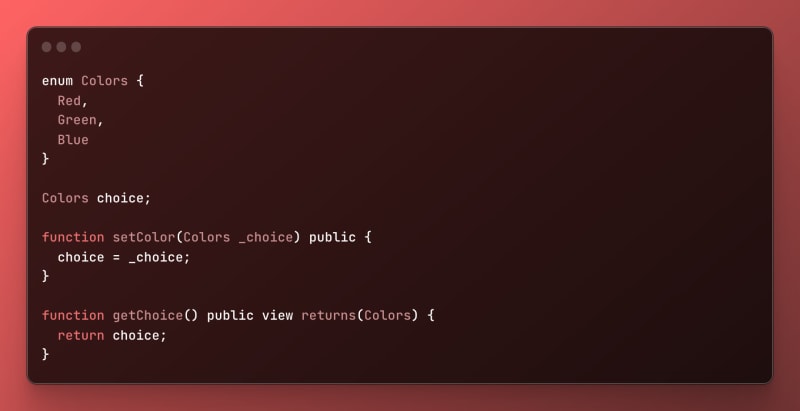 enum Colors {
  Red,
  Green,
  Blue
}

Colors choice;

function setColor(Colors _choice) public {
  choice = _choice;
}

function getChoice() public view returns(Colors) {
  return choice;
}